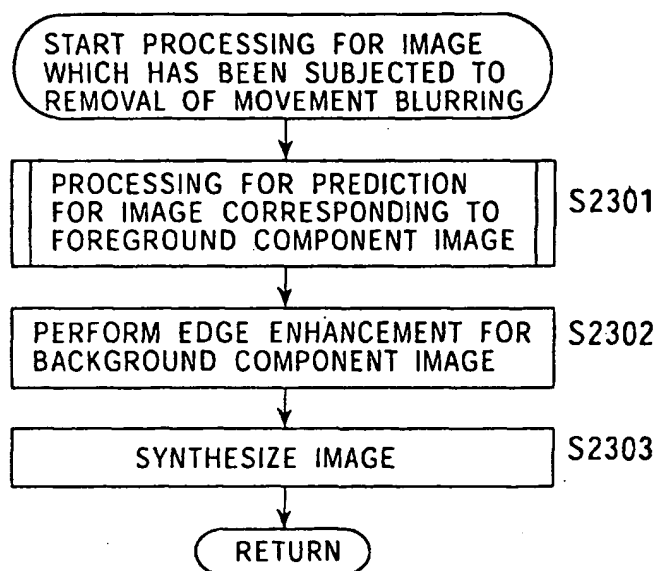 START PROCESSING FOR IMAGE
WHICH HAS BEEN SUBJECTED TO
REMOVAL OF MOVEMENT BLURRING
PROCESSING FOR PREDICTION
FOR IMAGE CORRESPONDING TO
FOREGROUND COMPONENT IMAGE
S2301
PERFORM EDGE ENHANCEMENT FOR
BACKGROUND COMPONENT IMAGE
S2302
SYNTHESIZE IMAGE
S2303
RETURN